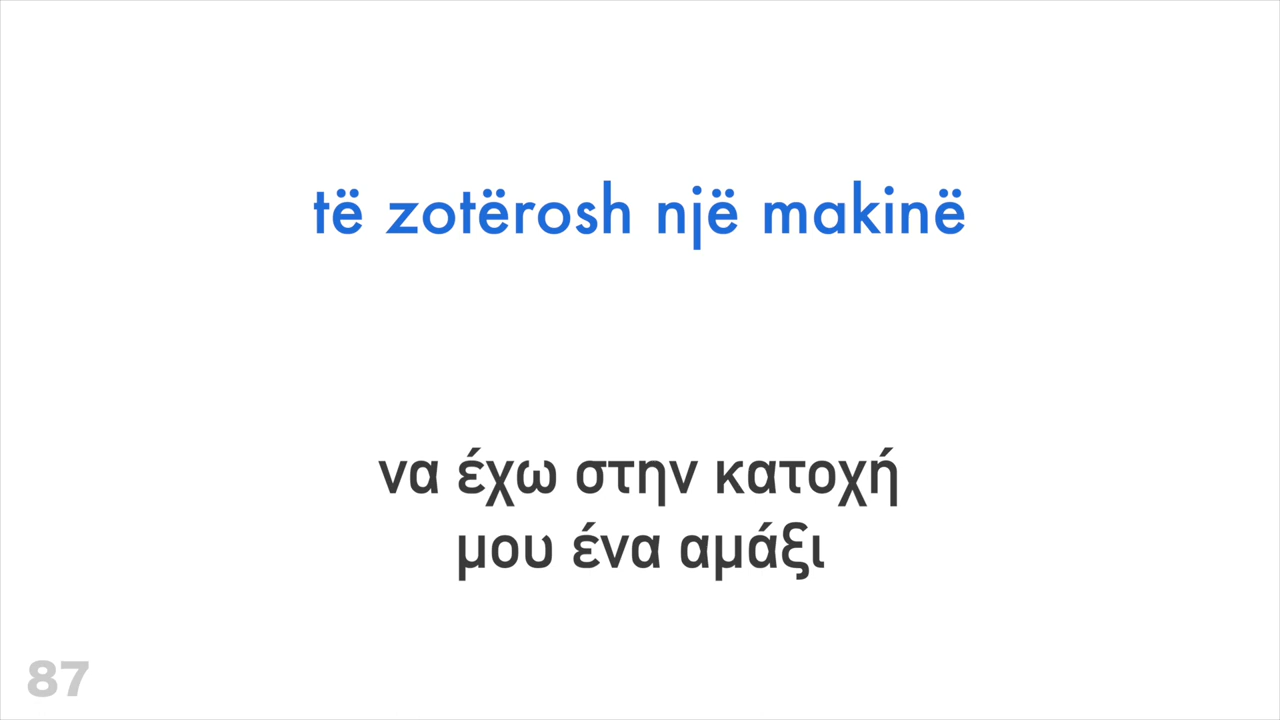 të zotërosh një makinë
να έχω στην κατοχή
μου ένα αμάξι
87